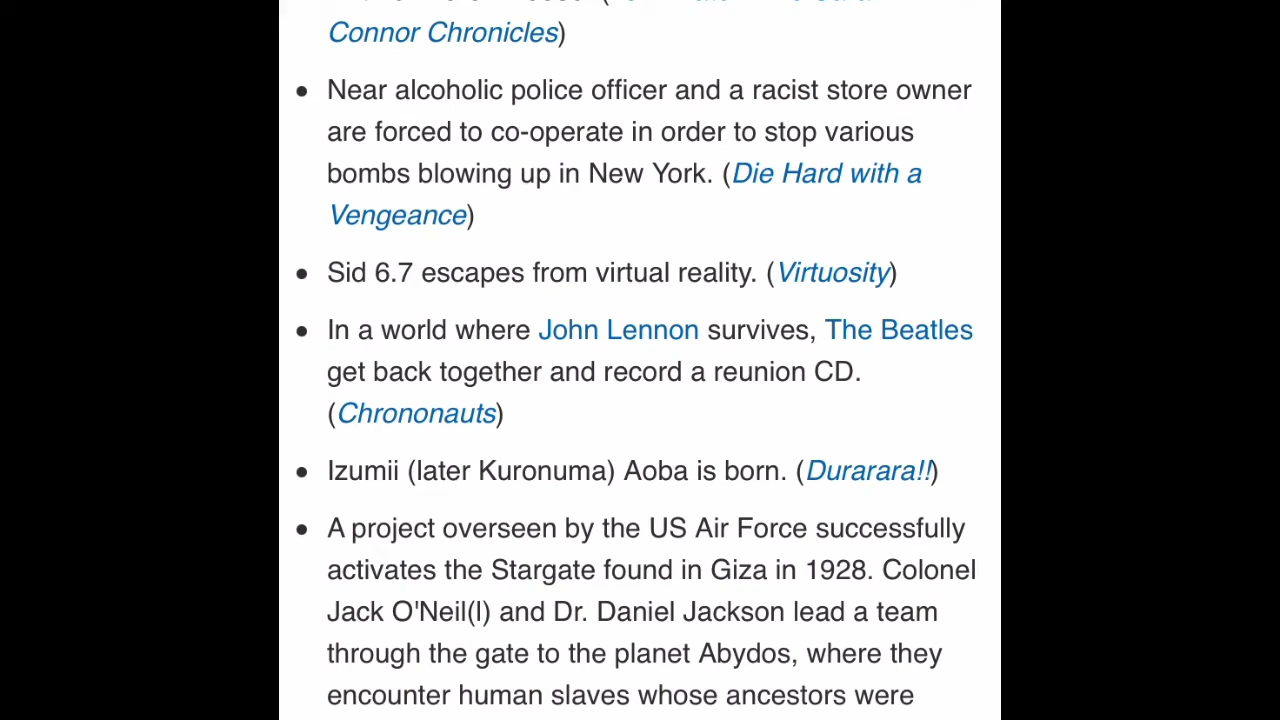 Connor Chronicles)
• Near alcoholic police officer and a racist store owner
are forced to co-operate in order to stop various
bombs blowing up in New York. (Die Hard with a
Vengeance)
• Sid 6.7 escapes from virtual reality. (Virtuosity)
• In a world where John Lennon survives, The Beatles
get back together and record a reunion CD.
(Chrononauts)
• Izumii (later Kuronuma) Aoba is born. (Durarara!!)
• A project overseen by the US Air Force successfully
activates the Stargate found in Giza in 1928. Colonel
Jack O'Neil(l) and Dr. Daniel Jackson lead a team
through the gate to the planet Abydos, where they
encounter human slaves whose ancestors were